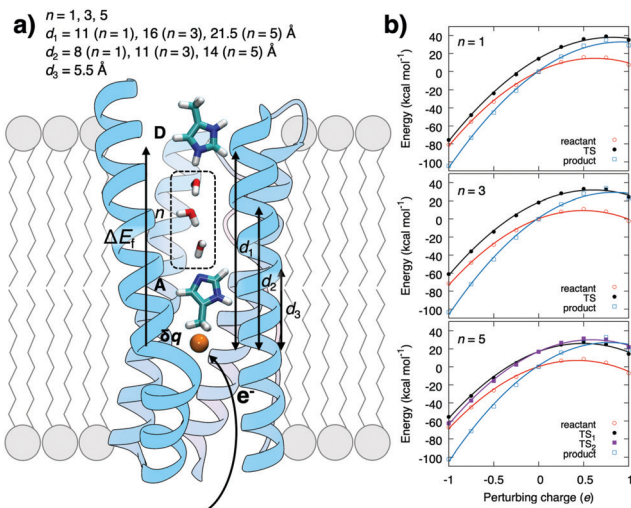 a)
n = 1, 3, 5
d1 = 11 (n = 1), 16 (n = 3), 21.5 (n = 5) Å
d2 = 8 (n = 1), 11 (n = 3), 14 (n = 5) Å
d3 = 5.5 Å
D
n
ΔEf
d1
d2
A
d3
δq
e-
b)
n = 1
Energy (kcal mol⁻¹)
40
20
0
-20
-40
-60
-80
-100
reactant
TS
product
n = 3
Energy (kcal mol⁻¹)
40
20
0
-20
-40
-60
-80
-100
reactant
TS
product
n = 5
Energy (kcal mol⁻¹)
40
20
0
-20
-40
-60
-80
-100
reactant
TS1
TS2
product
-1 -0.5 0 0.5 1
Perturbing charge (e)